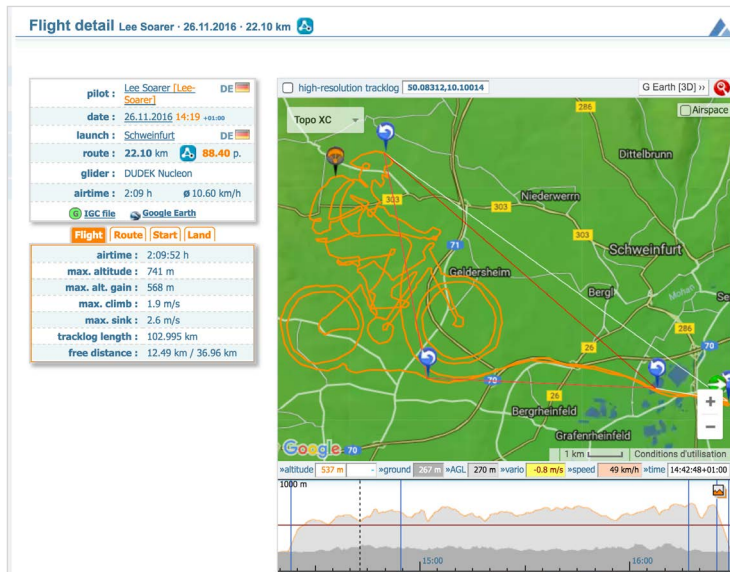 Flight detail Lee Soarer · 26.11.2016 · 22.10 km
pilot : Lee Soarer [Lee-Soarer] DE
date : 26.11.2016 14:19 +01:00
launch : Schweinfurt DE
route : 22.10 km 88.40 p.
glider : DUDEK Nucleon
airtime : 2:09 h ø 10.60 km/h
G IGC file Google Earth
Flight Route Start Land
airtime : 2:09:52 h
max. altitude : 741 m
max. alt. gain : 568 m
max. climb : 1.9 m/s
max. sink : 2.6 m/s
tracklog length : 102.995 km
free distance : 12.49 km / 36.96 km
high-resolution tracklog 50.08312,10.10014 G Earth [3D] ››
Topo XC
Airspace
286
Dittelbrunn
303
Niederwerrn
303
303
71
Schweinfurt
Geldersheim
Bergl
Mohan
Se
286
26
70
70
26
Bergrheinfeld
+
−
Grafenrheinfeld
Google
70
1 km
Conditions d'utilisation
»altitude 537 m - »ground 267 m »AGL 270 m »vario -0.8 m/s »speed 49 km/h »time 14:42:48+01:00
1000 m
15:00
16:00